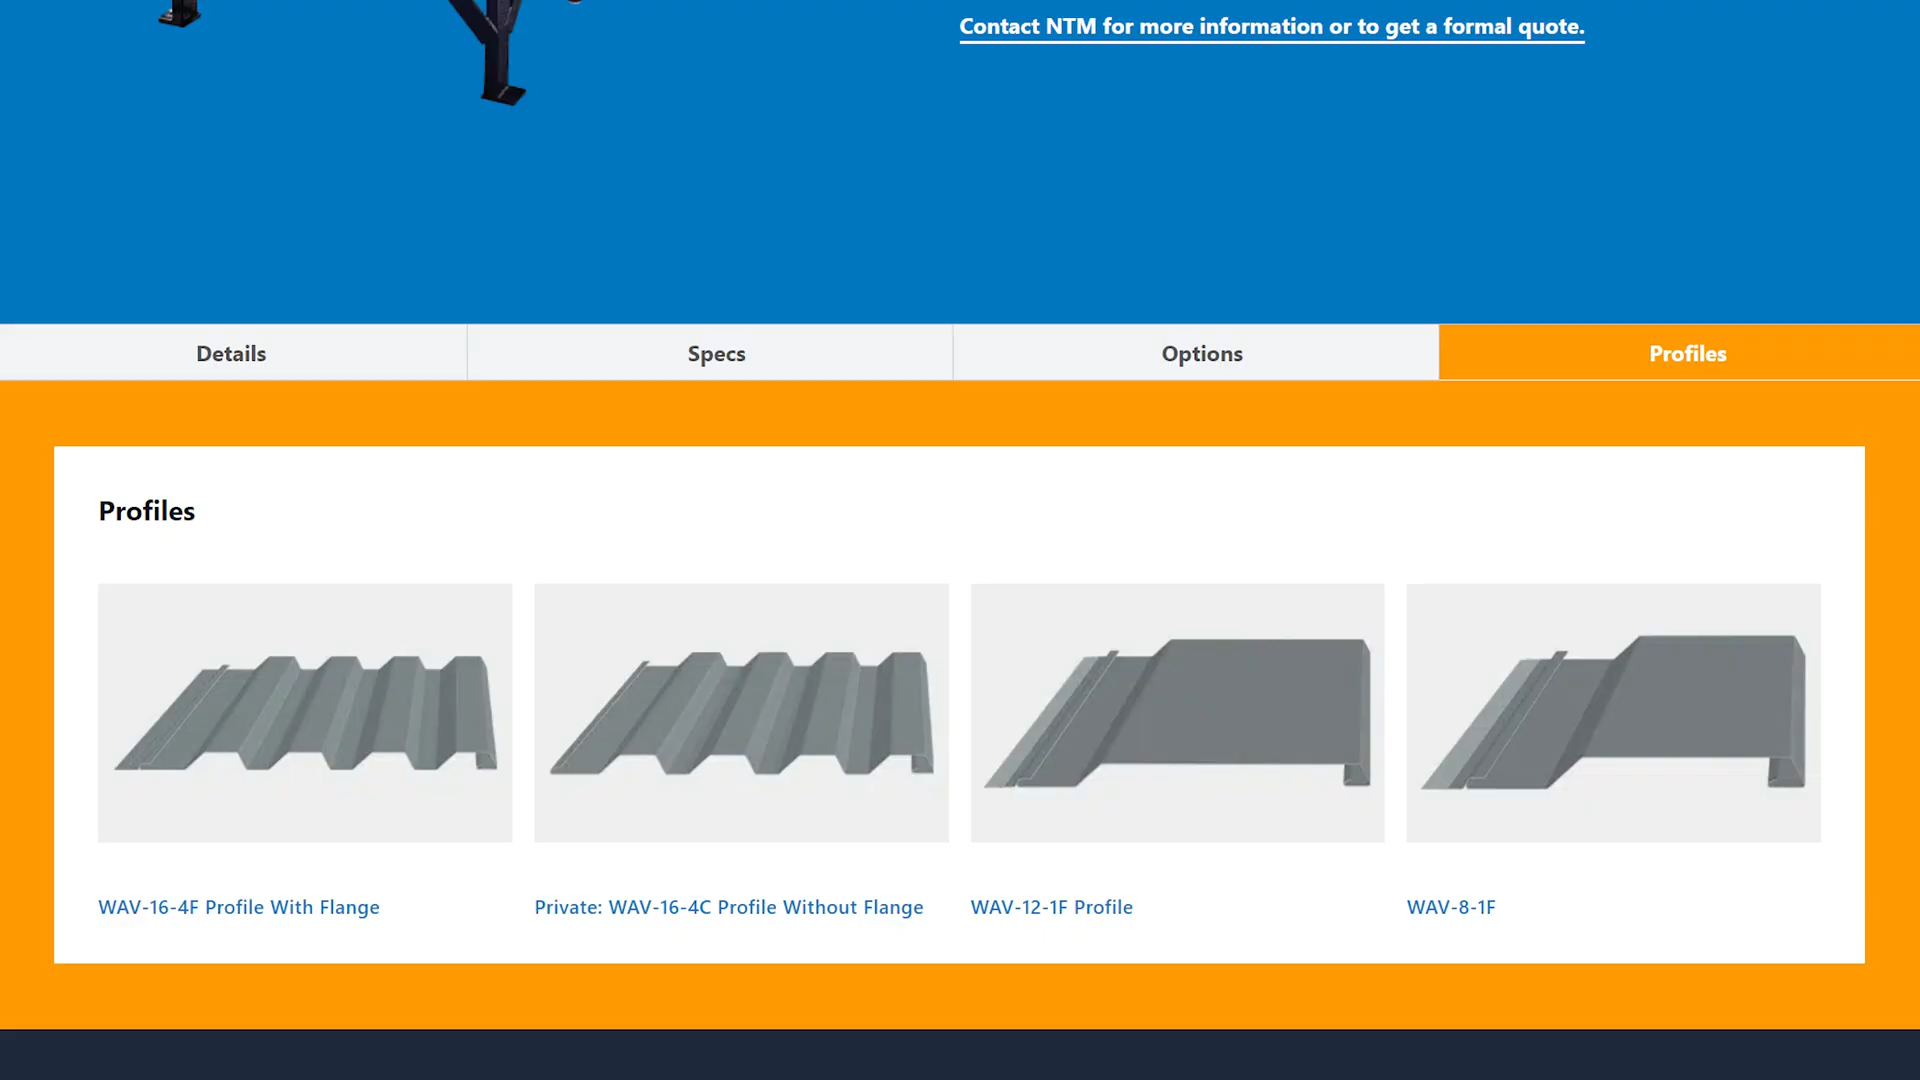 Contact NTM for more information or to get a formal quote.
Details
Specs
Options
Profiles
Profiles
WAV-16-4F Profile With Flange
Private: WAV-16-4C Profile Without Flange
WAV-12-1F Profile
WAV-8-1F